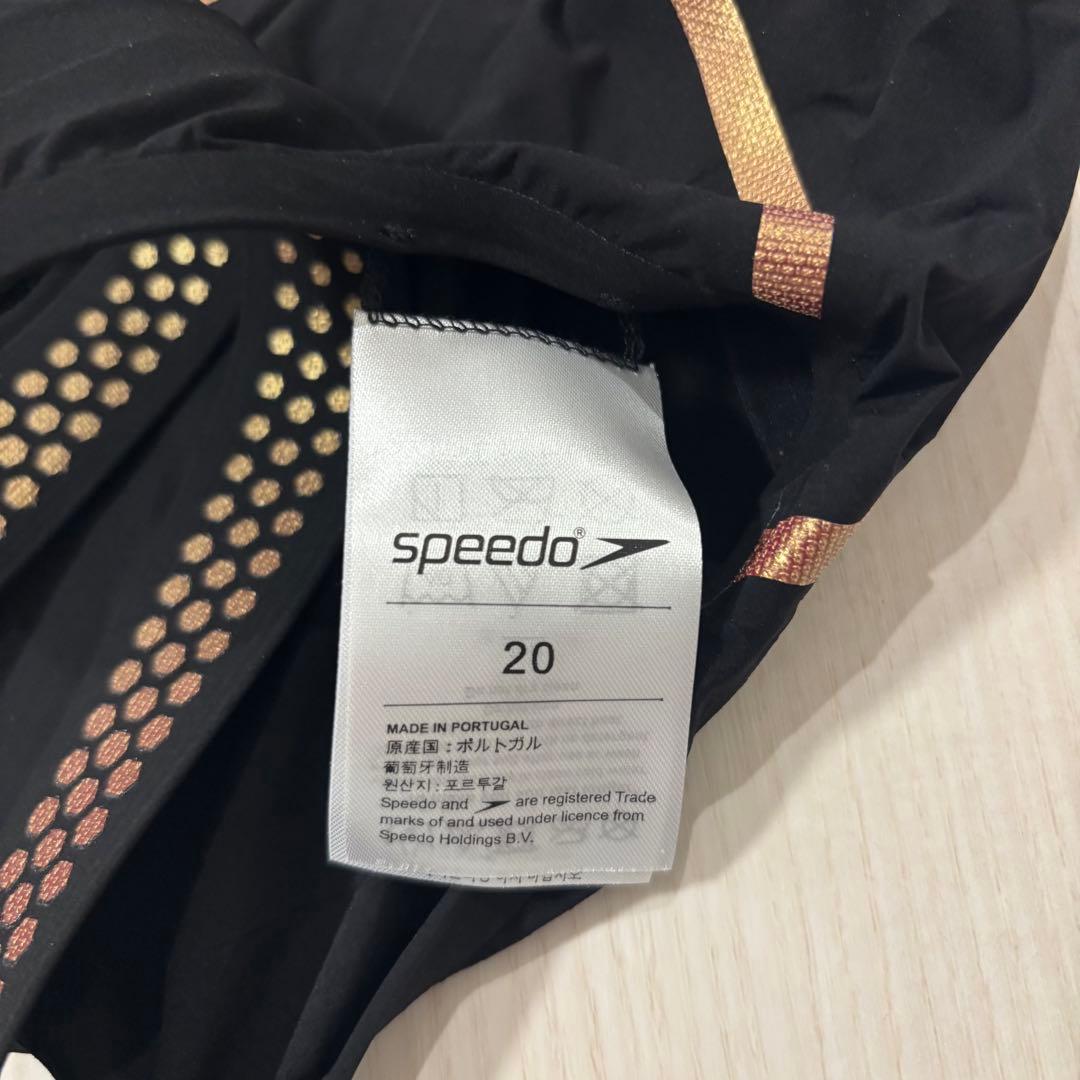 speedo®
20
MADE IN PORTUGAL
原産国：ポルトガル
葡萄牙制造
원산지：포르투갈
Speedo and are registered Trade
marks of and used under licence from
Speedo Holdings B.V.